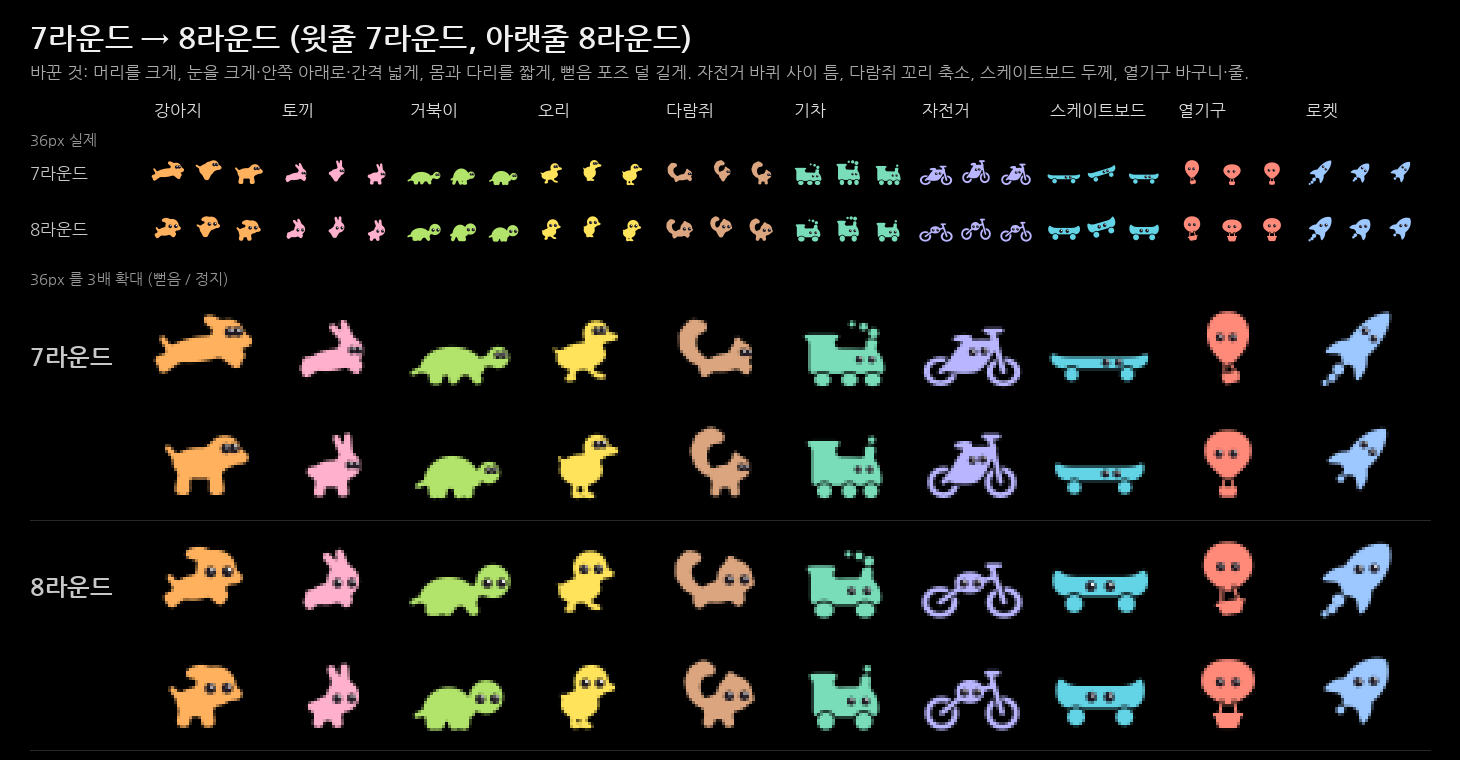 7라운드 → 8라운드 (윗줄 7라운드, 아랫줄 8라운드)
바꾼 것: 머리를 크게, 눈을 크게·안쪽 아래로·간격 넓게, 몸과 다리를 짧게, 뻗음 포즈 덜 길게. 자전거 바퀴 사이 틈, 다람쥐 꼬리 축소, 스케이트보드 두께, 열기구 바구니·줄.
강아지 토끼 거북이 오리 다람쥐 기차 자전거 스케이트보드 열기구 로켓
36px 실제
7라운드
8라운드
36px 를 3배 확대 (뻗음 / 정지)
7라운드
8라운드